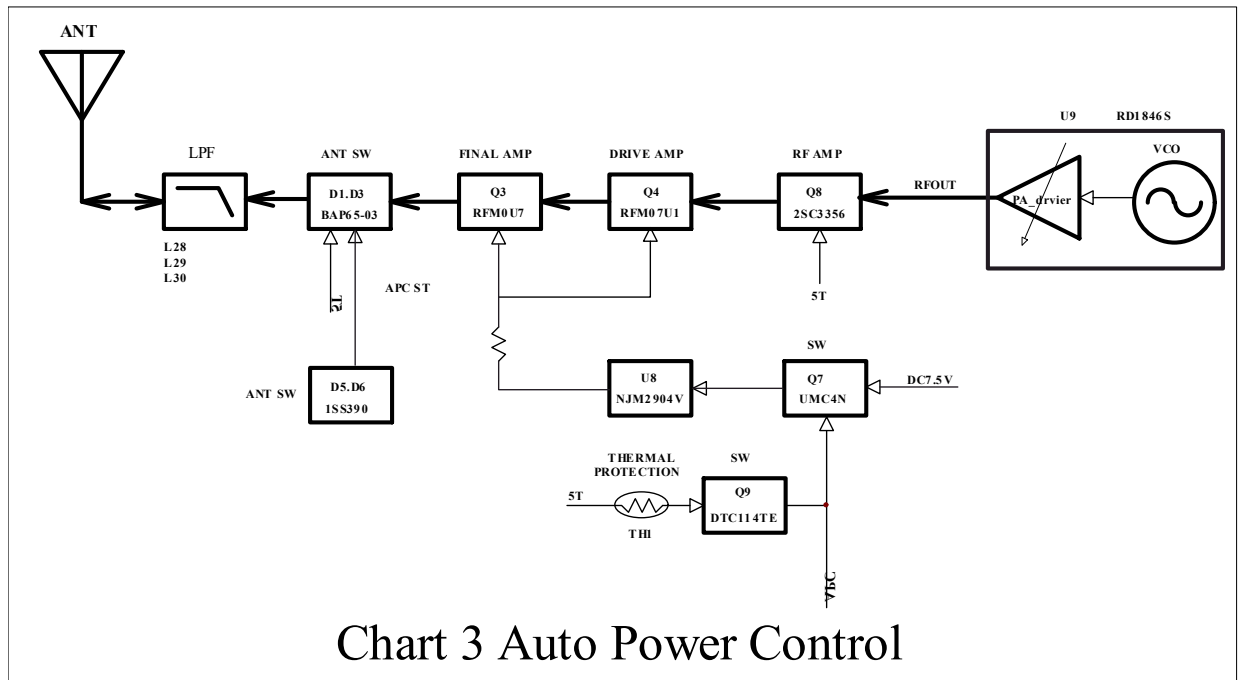 ANT
U9 RD1846S
LPF
ANT SW
FINAL AMP
DRIVE AMP
RF AMP
VCO
D1.D3
BAP65-03
Q3
RFM0U7
Q4
RFM07U1
Q8
2SC3356
RFOUT
PA_drvier
L28
L29
L30
5T
APC ST
5T
SW
ANT SW
D5.D6
1SS390
U8
NJM2904V
Q7
UMC4N
DC7.5V
THERMAL
PROTECTION
SW
5T
TH1
Q9
DTC114TE
Chart 3 Auto Power Control